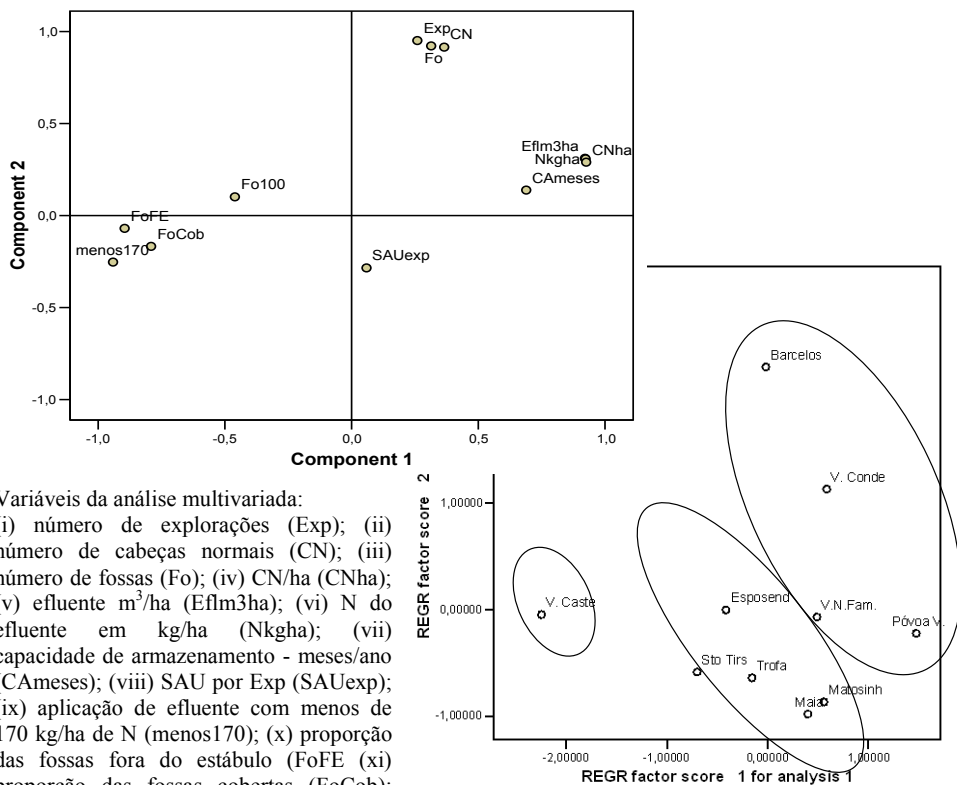 1,0
0,5
0,0
-0,5
-1,0
Component 2
Exp
CN
Fo
Eflm3ha
CNha
Nkgha
CAmeses
Fo100
FoFE
FoCob
menos170
SAUexp
-1,0 -0,5 0,0 0,5 1,0
Component 1
Variáveis da análise multivariada:
(i) número de explorações (Exp); (ii)
número de cabeças normais (CN); (iii)
número de fossas (Fo); (iv) CN/ha (CNha);
(v) efluente m³/ha (Eflm3ha); (vi) N do
efluente em kg/ha (Nkgha); (vii)
capacidade de armazenamento - meses/ano
(CAmeses); (viii) SAU por Exp (SAUexp);
(ix) aplicação de efluente com menos de
170 kg/ha de N (menos170); (x) proporção
das fossas fora do estábulo (FoFE (xi)
proporção das fossas cobertas (FoCob);
REGR factor score 2
1,00000
0,00000
-1,00000
Barcelos
V. Conde
V. Caste
Esposend
V.N.Fam.
Póvoa V.
Sto Tirs
Trofa
Matosinh
Maia
-2,00000 -1,00000 0,00000 1,00000
REGR factor score 1 for analysis 1